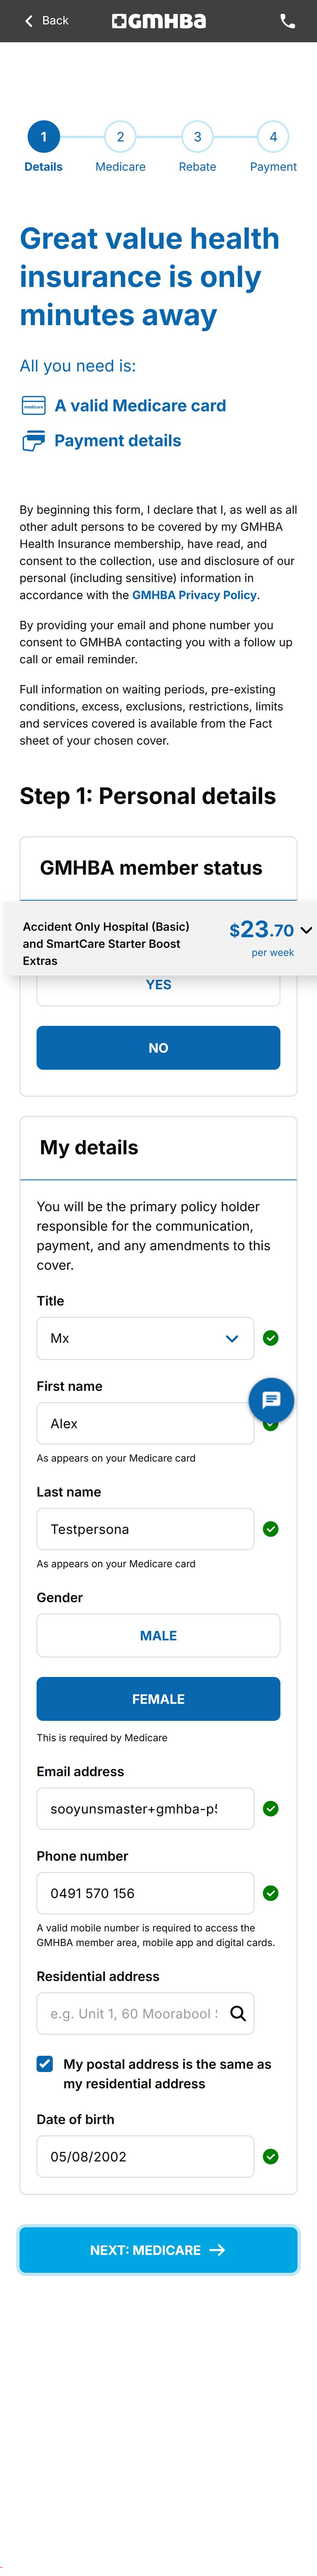 Back
GMHBA
1
2
3
4
Details
Medicare
Rebate
Payment
Great value health
insurance is only
minutes away
All you need is:
medicare
A valid Medicare card
Payment details
By beginning this form, I declare that I, as well as all
other adult persons to be covered by my GMHBA
Health Insurance membership, have read, and
consent to the collection, use and disclosure of our
personal (including sensitive) information in
accordance with the GMHBA Privacy Policy.
By providing your email and phone number you
consent to GMHBA contacting you with a follow up
call or email reminder.
Full information on waiting periods, pre-existing
conditions, excess, exclusions, restrictions, limits
and services covered is available from the Fact
sheet of your chosen cover.
Step 1: Personal details
GMHBA member status
Accident Only Hospital (Basic)
and SmartCare Starter Boost
Extras
$23.70
per week
YES
NO
My details
You will be the primary policy holder
responsible for the communication,
payment, and any amendments to this
cover.
Title
Mx
First name
Alex
As appears on your Medicare card
Last name
Testpersona
As appears on your Medicare card
Gender
MALE
FEMALE
This is required by Medicare
Email address
sooyunsmaster+gmhba-p
Phone number
0491 570 156
A valid mobile number is required to access the
GMHBA member area, mobile app and digital cards.
Residential address
e.g. Unit 1, 60 Moorabool
My postal address is the same as
my residential address
Date of birth
05/08/2002
NEXT: MEDICARE